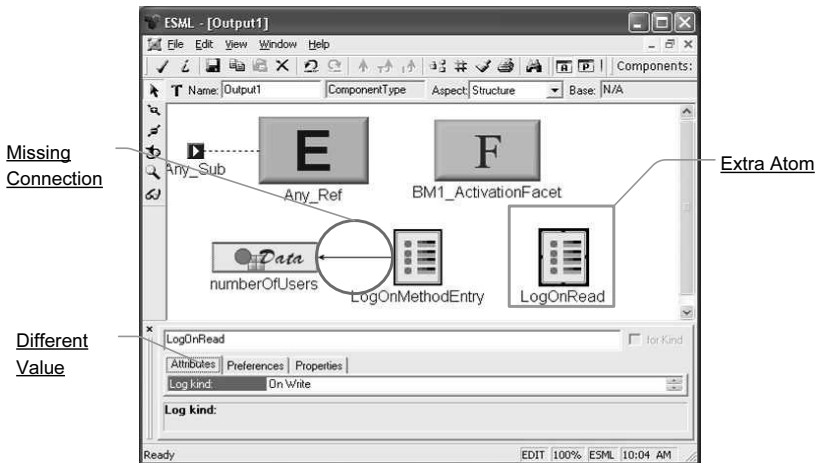 ESML - [Output1]
File Edit View Window Help
Components:
Name: Output1 ComponentType Aspect: Structure Base: N/A
E
F
Any_Sub
Any_Ref
BM1_ActivationFacet
Missing
Connection
Extra Atom
Data
numberOfUsers
LogOnMethodEntry
LogOnRead
Different
Value
LogOnRead
for Kind
Attributes Preferences Properties
Log kind: On Write
Log kind:
Ready EDIT 100% ESML 10:04 AM